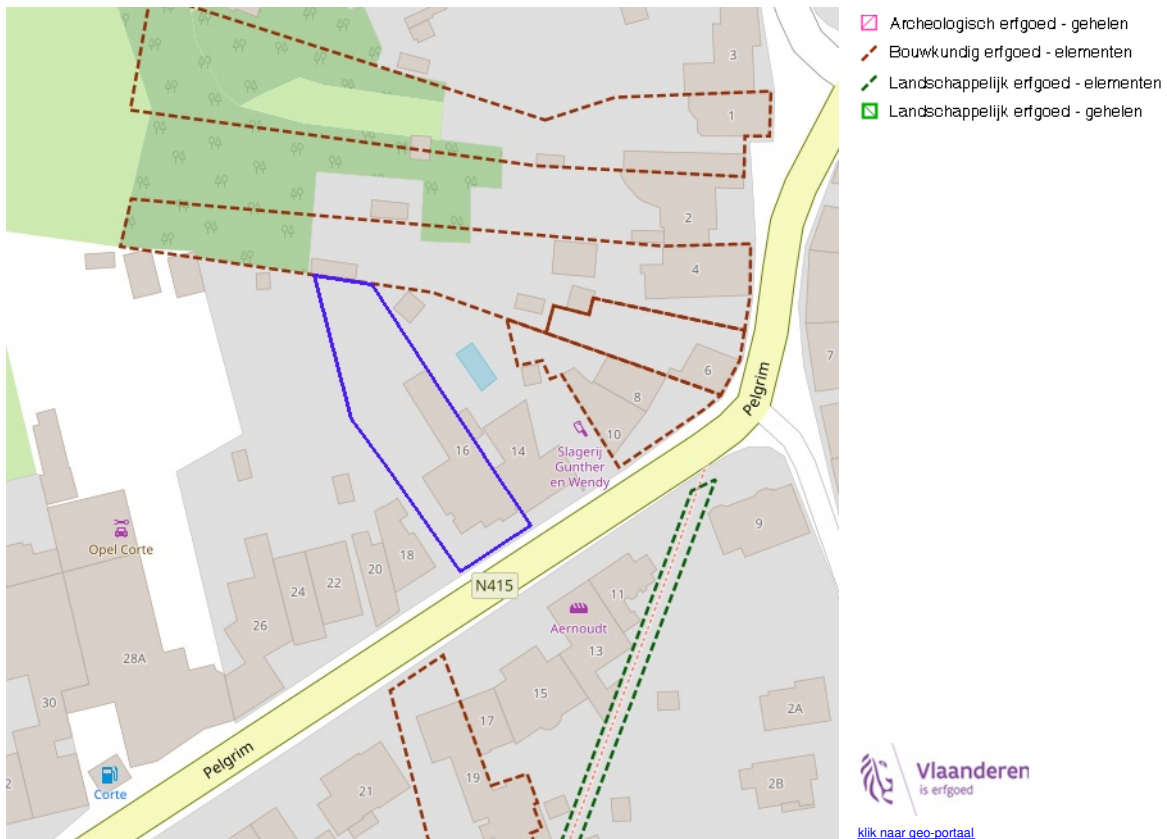 Archeologisch erfgoed - gehelen
Bouwkundig erfgoed - elementen
Landschappelijk erfgoed - elementen
Landschappelijk erfgoed - gehelen
3
1
2
4
7
6
8
10
Pelgrim
Slagerij
Günther
en Wendy
16
14
9
Opel Corte
18
20
22
24
26
N415
11
Aernoudt
13
28A
30
15
17
2A
Pelgrim
19
21
2B
Corte
2
Vlaanderen
is erfgoed
klik naar geo-portaal